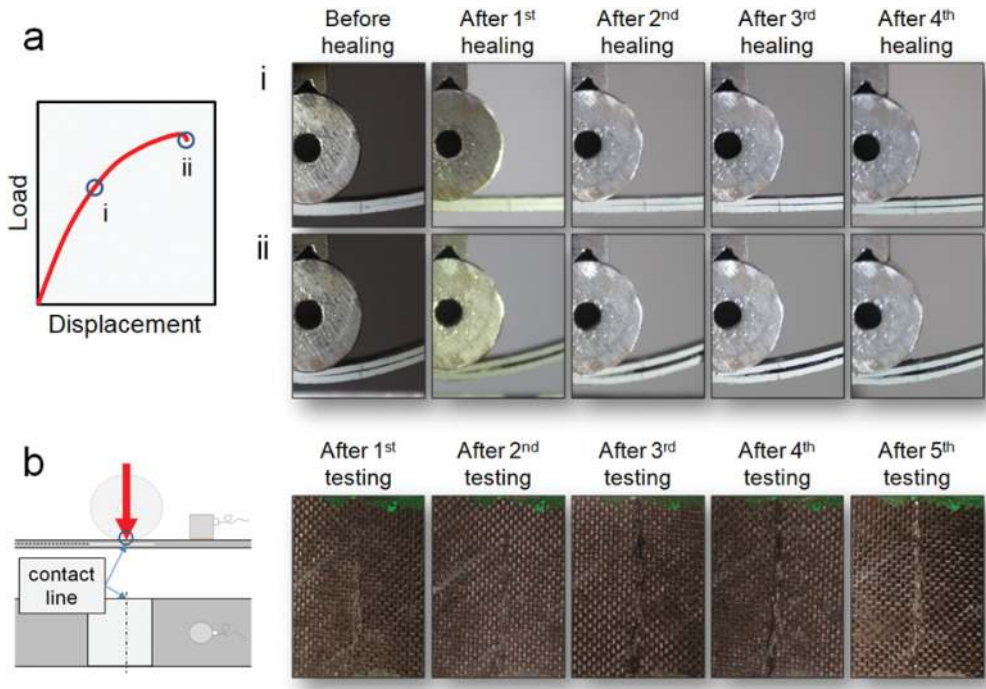 a
Before
healing
After 1st
healing
After 2nd
healing
After 3rd
healing
After 4th
healing
i
ii
Load
i
ii
Displacement
b
contact
line
After 1st
testing
After 2nd
testing
After 3rd
testing
After 4th
testing
After 5th
testing